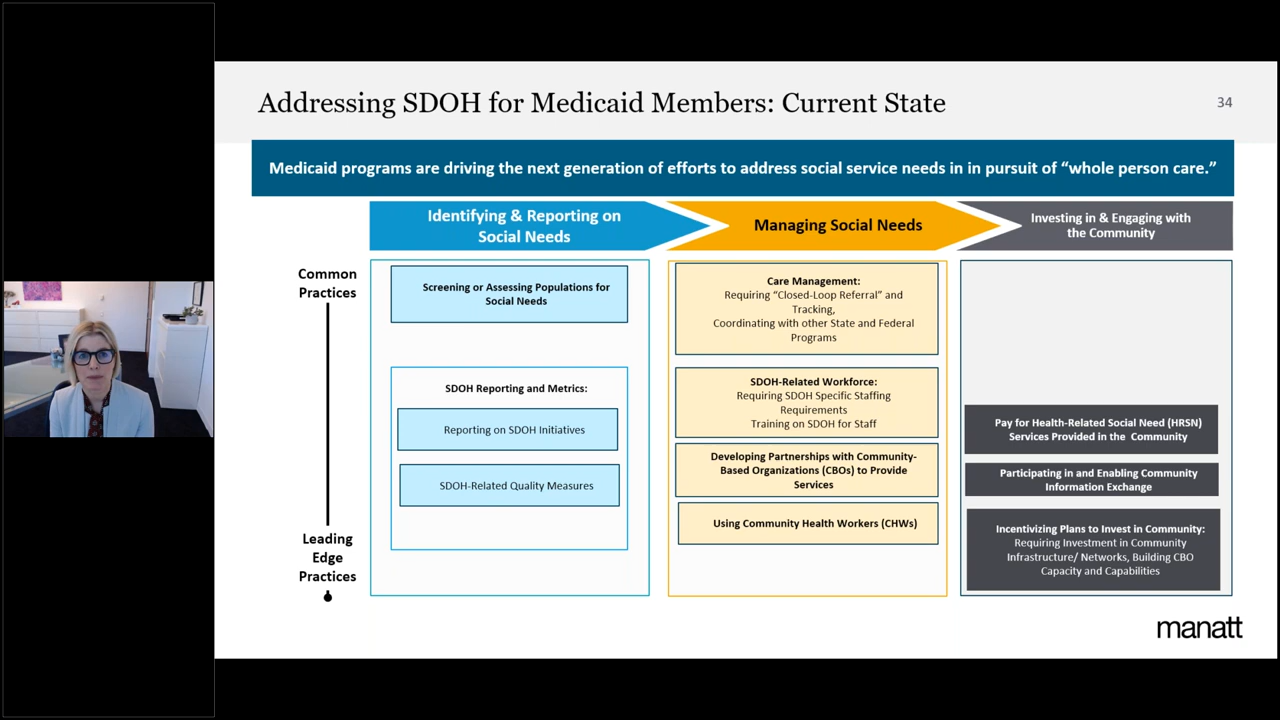 Addressing SDOH for Medicaid Members: Current State
34
Medicaid programs are driving the next generation of efforts to address social service needs in in pursuit of “whole person care.”
Identifying & Reporting on
Social Needs
Managing Social Needs
Investing in & Engaging with
the Community
Common
Practices
Leading
Edge
Practices
Screening or Assessing Populations for
Social Needs
SDOH Reporting and Metrics:
Reporting on SDOH Initiatives
SDOH-Related Quality Measures
Care Management:
Requiring “Closed-Loop Referral” and
Tracking,
Coordinating with other State and Federal
Programs
SDOH-Related Workforce:
Requiring SDOH Specific Staffing
Requirements
Training on SDOH for Staff
Developing Partnerships with Community-
Based Organizations (CBOs) to Provide
Services
Using Community Health Workers (CHWs)
Pay for Health-Related Social Need (HRSN)
Services Provided in the Community
Participating in and Enabling Community
Information Exchange
Incentivizing Plans to Invest in Community:
Requiring Investment in Community
Infrastructure/ Networks, Building CBO
Capacity and Capabilities
manatt